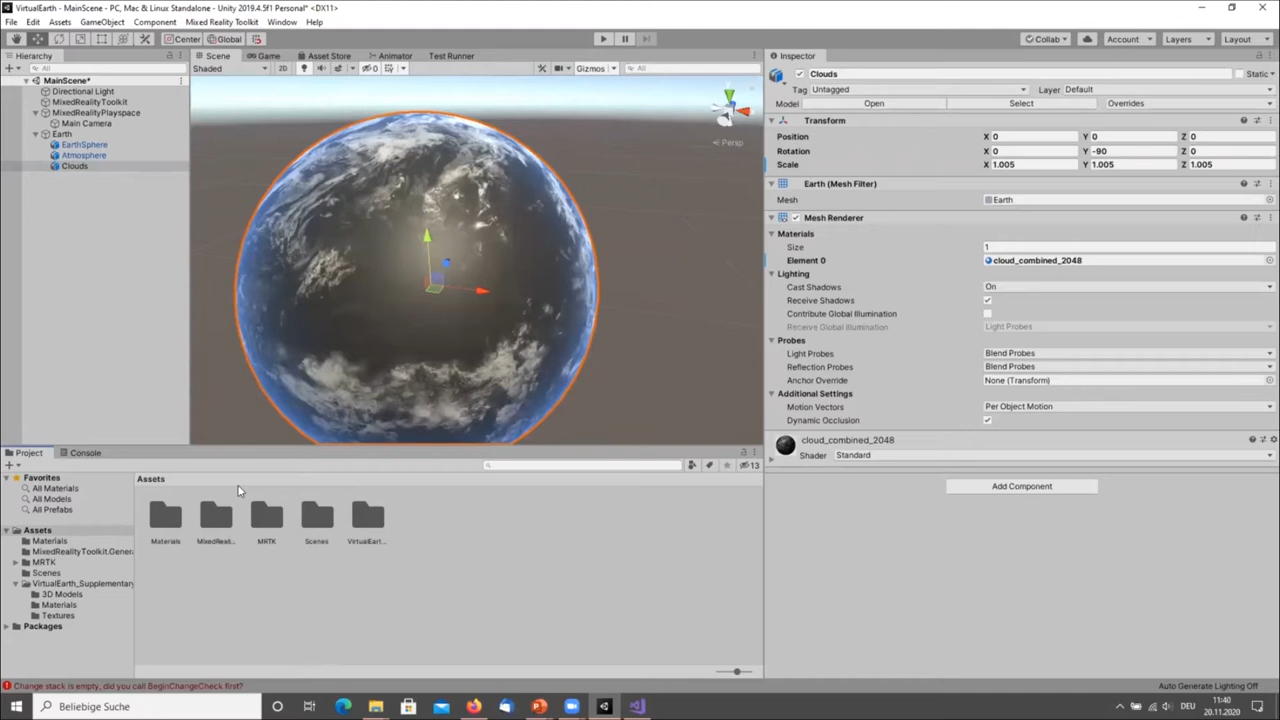 VirtualEarth - MainScene - PC, Mac & Linux Standalone - Unity 2019.4.5f1 Personal* <DX11>
File Edit Assets GameObject Component Mixed Reality Toolkit Window Help
Center Global Collab Account Layers Layout
Hierarchy
All
MainScene*
Directional Light
MixedRealityToolkit
MixedRealityPlayspace
Main Camera
Earth
EarthSphere
Atmosphere
Clouds
Scene Game Asset Store Animator Test Runner
Shaded 2D 0 Gizmos All
Persp
Inspector
Clouds Static
Tag Untagged Layer Default
Model Open Select Overrides
Transform
Position X 0 Y 0 Z 0
Rotation X 0 Y -90 Z 0
Scale X 1.005 Y 1.005 Z 1.005
Earth (Mesh Filter)
Mesh Earth
Mesh Renderer
Materials
Size 1
Element 0 cloud_combined_2048
Lighting
Cast Shadows On
Receive Shadows
Contribute Global Illumination
Receive Global Illumination Light Probes
Probes
Light Probes Blend Probes
Reflection Probes Blend Probes
Anchor Override None (Transform)
Additional Settings
Motion Vectors Per Object Motion
Dynamic Occlusion
cloud_combined_2048
Shader Standard
Add Component
Project Console
13
Favorites
All Materials
All Models
All Prefabs
Assets
Materials
MixedRealityToolkit.Genera
MRTK
Scenes
VirtualEarth_Supplementary
3D Models
Materials
Textures
Packages
Assets
Materials MixedReali... MRTK Scenes VirtualEart...
Change stack is empty, did you call BeginChangeCheck first?
Auto Generate Lighting Off
Beliebige Suche
DEU
11:40
20.11.2020